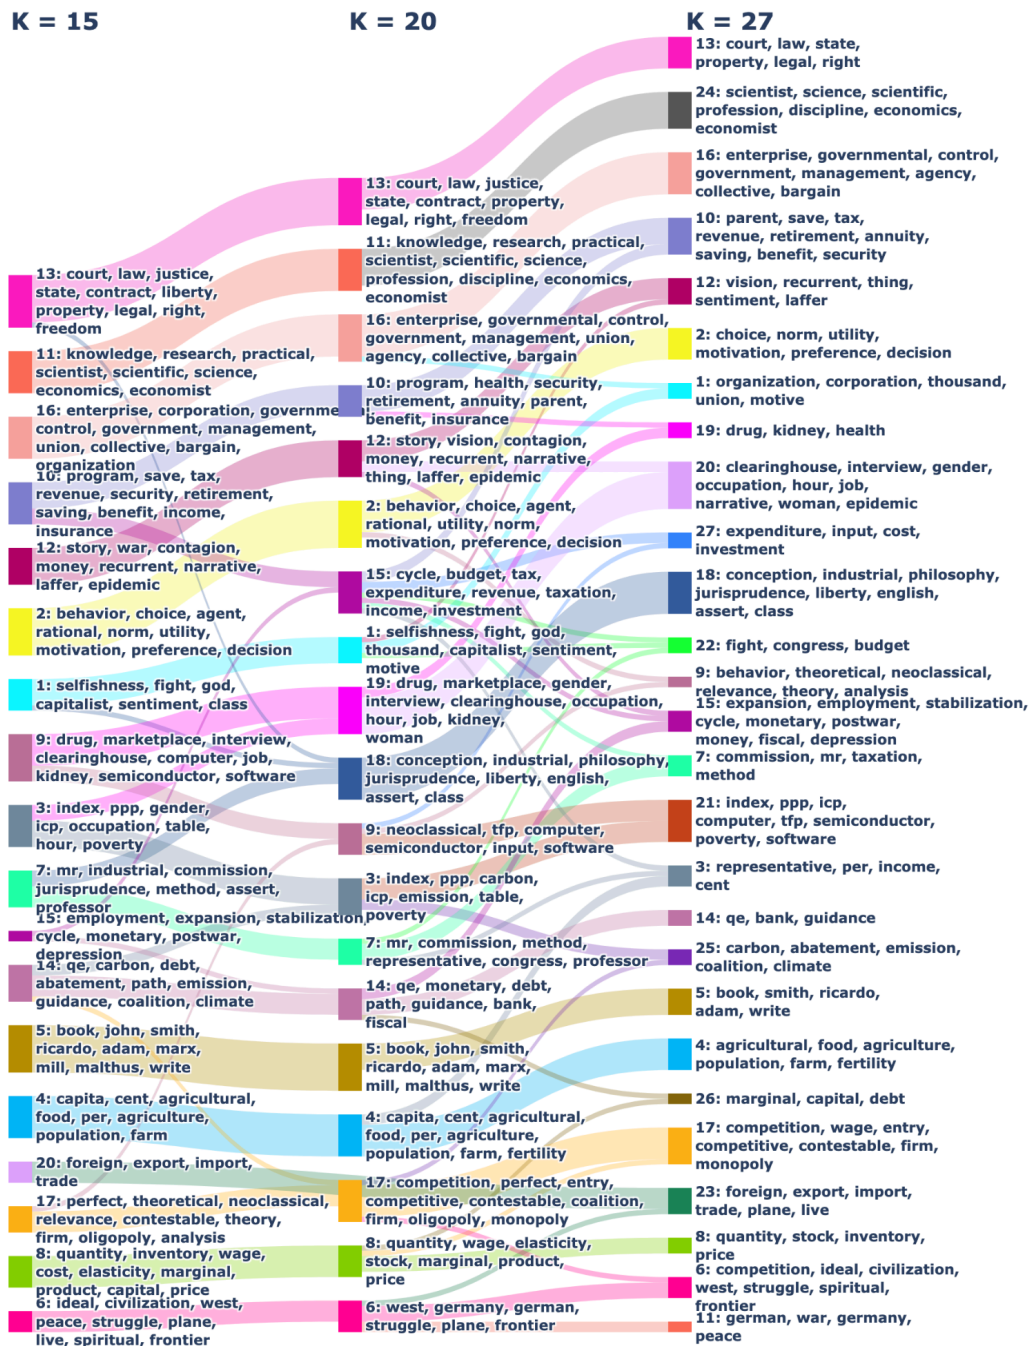 K = 15
K = 20
K = 27
13: court, law, justice,
state, contract, liberty,
property, legal, right,
freedom
11: knowledge, research, practical,
scientist, scientific, science,
economics, economist
16: enterprise, corporation, governmental,
control, government, management,
union, collective, bargain,
organization
10: program, save, tax,
revenue, security, retirement,
saving, benefit, income,
insurance
12: story, war, contagion,
money, recurrent, narrative,
laffer, epidemic
2: behavior, choice, agent,
rational, norm, utility,
motivation, preference, decision
1: selfishness, fight, god,
capitalist, sentiment, class
9: drug, marketplace, interview,
clearinghouse, computer, job,
kidney, semiconductor, software
3: index, ppp, gender,
icp, occupation, table,
hour, poverty
7: mr, industrial, commission,
jurisprudence, method, assert,
professor
15: employment, expansion, stabilization,
cycle, monetary, postwar,
depression
14: qe, carbon, debt,
abatement, path, emission,
guidance, coalition, climate
5: book, john, smith,
ricardo, adam, marx,
mill, malthus, write
4: capita, cent, agricultural,
food, per, agriculture,
population, farm
20: foreign, export, import,
trade
17: perfect, theoretical, neoclassical,
relevance, contestable, theory,
firm, oligopoly, analysis
8: quantity, inventory, wage,
cost, elasticity, marginal,
product, capital, price
6: ideal, civilization, west,
peace, struggle, plane,
live, spiritual, frontier
13: court, law, justice,
state, contract, property,
legal, right, freedom
11: knowledge, research, practical,
scientist, scientific, science,
profession, discipline, economics,
economist
16: enterprise, governmental, control,
government, management, union,
agency, collective, bargain
10: program, health, security,
retirement, annuity, parent,
benefit, insurance
12: story, vision, contagion,
money, recurrent, narrative,
thing, laffer, epidemic
2: behavior, choice, agent,
rational, utility, norm,
motivation, preference, decision
15: cycle, budget, tax,
expenditure, revenue, taxation,
income, investment
1: selfishness, fight, god,
thousand, capitalist, sentiment,
motive
19: drug, marketplace, gender,
interview, clearinghouse, occupation,
hour, job, kidney,
woman
18: conception, industrial, philosophy,
jurisprudence, liberty, english,
assert, class
9: neoclassical, tfp, computer,
semiconductor, input, software
3: index, ppp, carbon,
icp, emission, table,
poverty
7: mr, commission, method,
representative, congress, professor
14: qe, monetary, debt,
path, guidance, bank,
fiscal
5: book, john, smith,
ricardo, adam, marx,
mill, malthus, write
4: capita, cent, agricultural,
food, per, agriculture,
population, farm, fertility
17: competition, perfect, entry,
competitive, contestable, coalition,
firm, oligopoly, monopoly
8: quantity, wage, elasticity,
stock, marginal, product,
price
6: west, germany, german,
struggle, plane, frontier
13: court, law, state,
property, legal, right
24: scientist, science, scientific,
profession, discipline, economics,
economist
16: enterprise, governmental, control,
government, management, agency,
collective, bargain
10: parent, save, tax,
revenue, retirement, annuity,
saving, benefit, security
12: vision, recurrent, thing,
sentiment, laffer
2: choice, norm, utility,
motivation, preference, decision
1: organization, corporation, thousand,
union, motive
19: drug, kidney, health
20: clearinghouse, interview, gender,
occupation, hour, job,
narrative, woman, epidemic
27: expenditure, input, cost,
investment
18: conception, industrial, philosophy,
jurisprudence, liberty, english,
assert, class
22: fight, congress, budget
9: behavior, theoretical, neoclassical,
relevance, theory, analysis
15: expansion, employment, stabilization,
cycle, monetary, postwar,
money, fiscal, depression
7: commission, mr, taxation,
method
21: index, ppp, icp,
computer, tfp, semiconductor,
poverty, software
3: representative, per, income,
cent
14: qe, bank, guidance
25: carbon, abatement, emission,
coalition, climate
5: book, smith, ricardo,
adam, write
4: agricultural, food, agriculture,
population, farm, fertility
26: marginal, capital, debt
17: competition, wage, entry,
competitive, contestable, firm,
monopoly
23: foreign, export, import,
trade, plane, live
8: quantity, stock, inventory,
price
6: competition, ideal, civilization,
west, struggle, spiritual,
frontier
11: german, war, germany,
peace